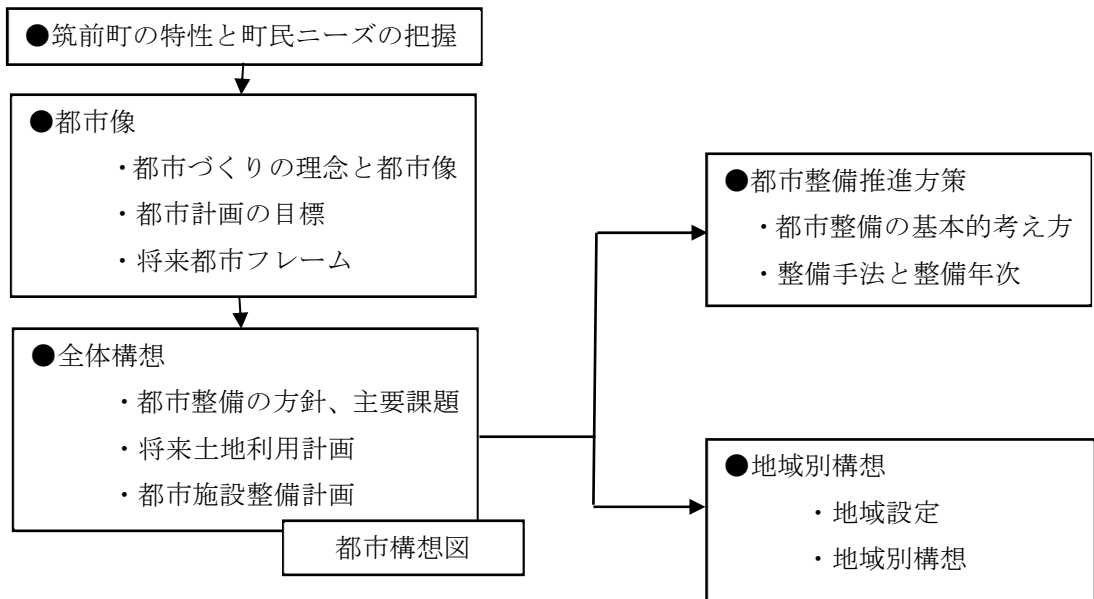 ●筑前町の特性と町民ニーズの把握
●都市像
・都市づくりの理念と都市像
・都市計画の目標
・将来都市フレーム
●全体構想
・都市整備の方針、主要課題
・将来土地利用計画
・都市施設整備計画
都市構想図
●都市整備推進方策
・都市整備の基本的考え方
・整備手法と整備年次
●地域別構想
・地域設定
・地域別構想